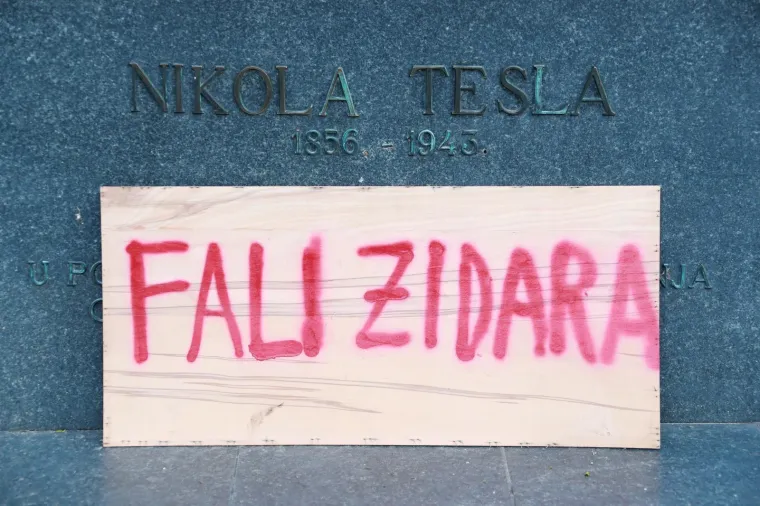 NIKOLA TESLA
1856. - 1943.
FALI ZIDARA
U